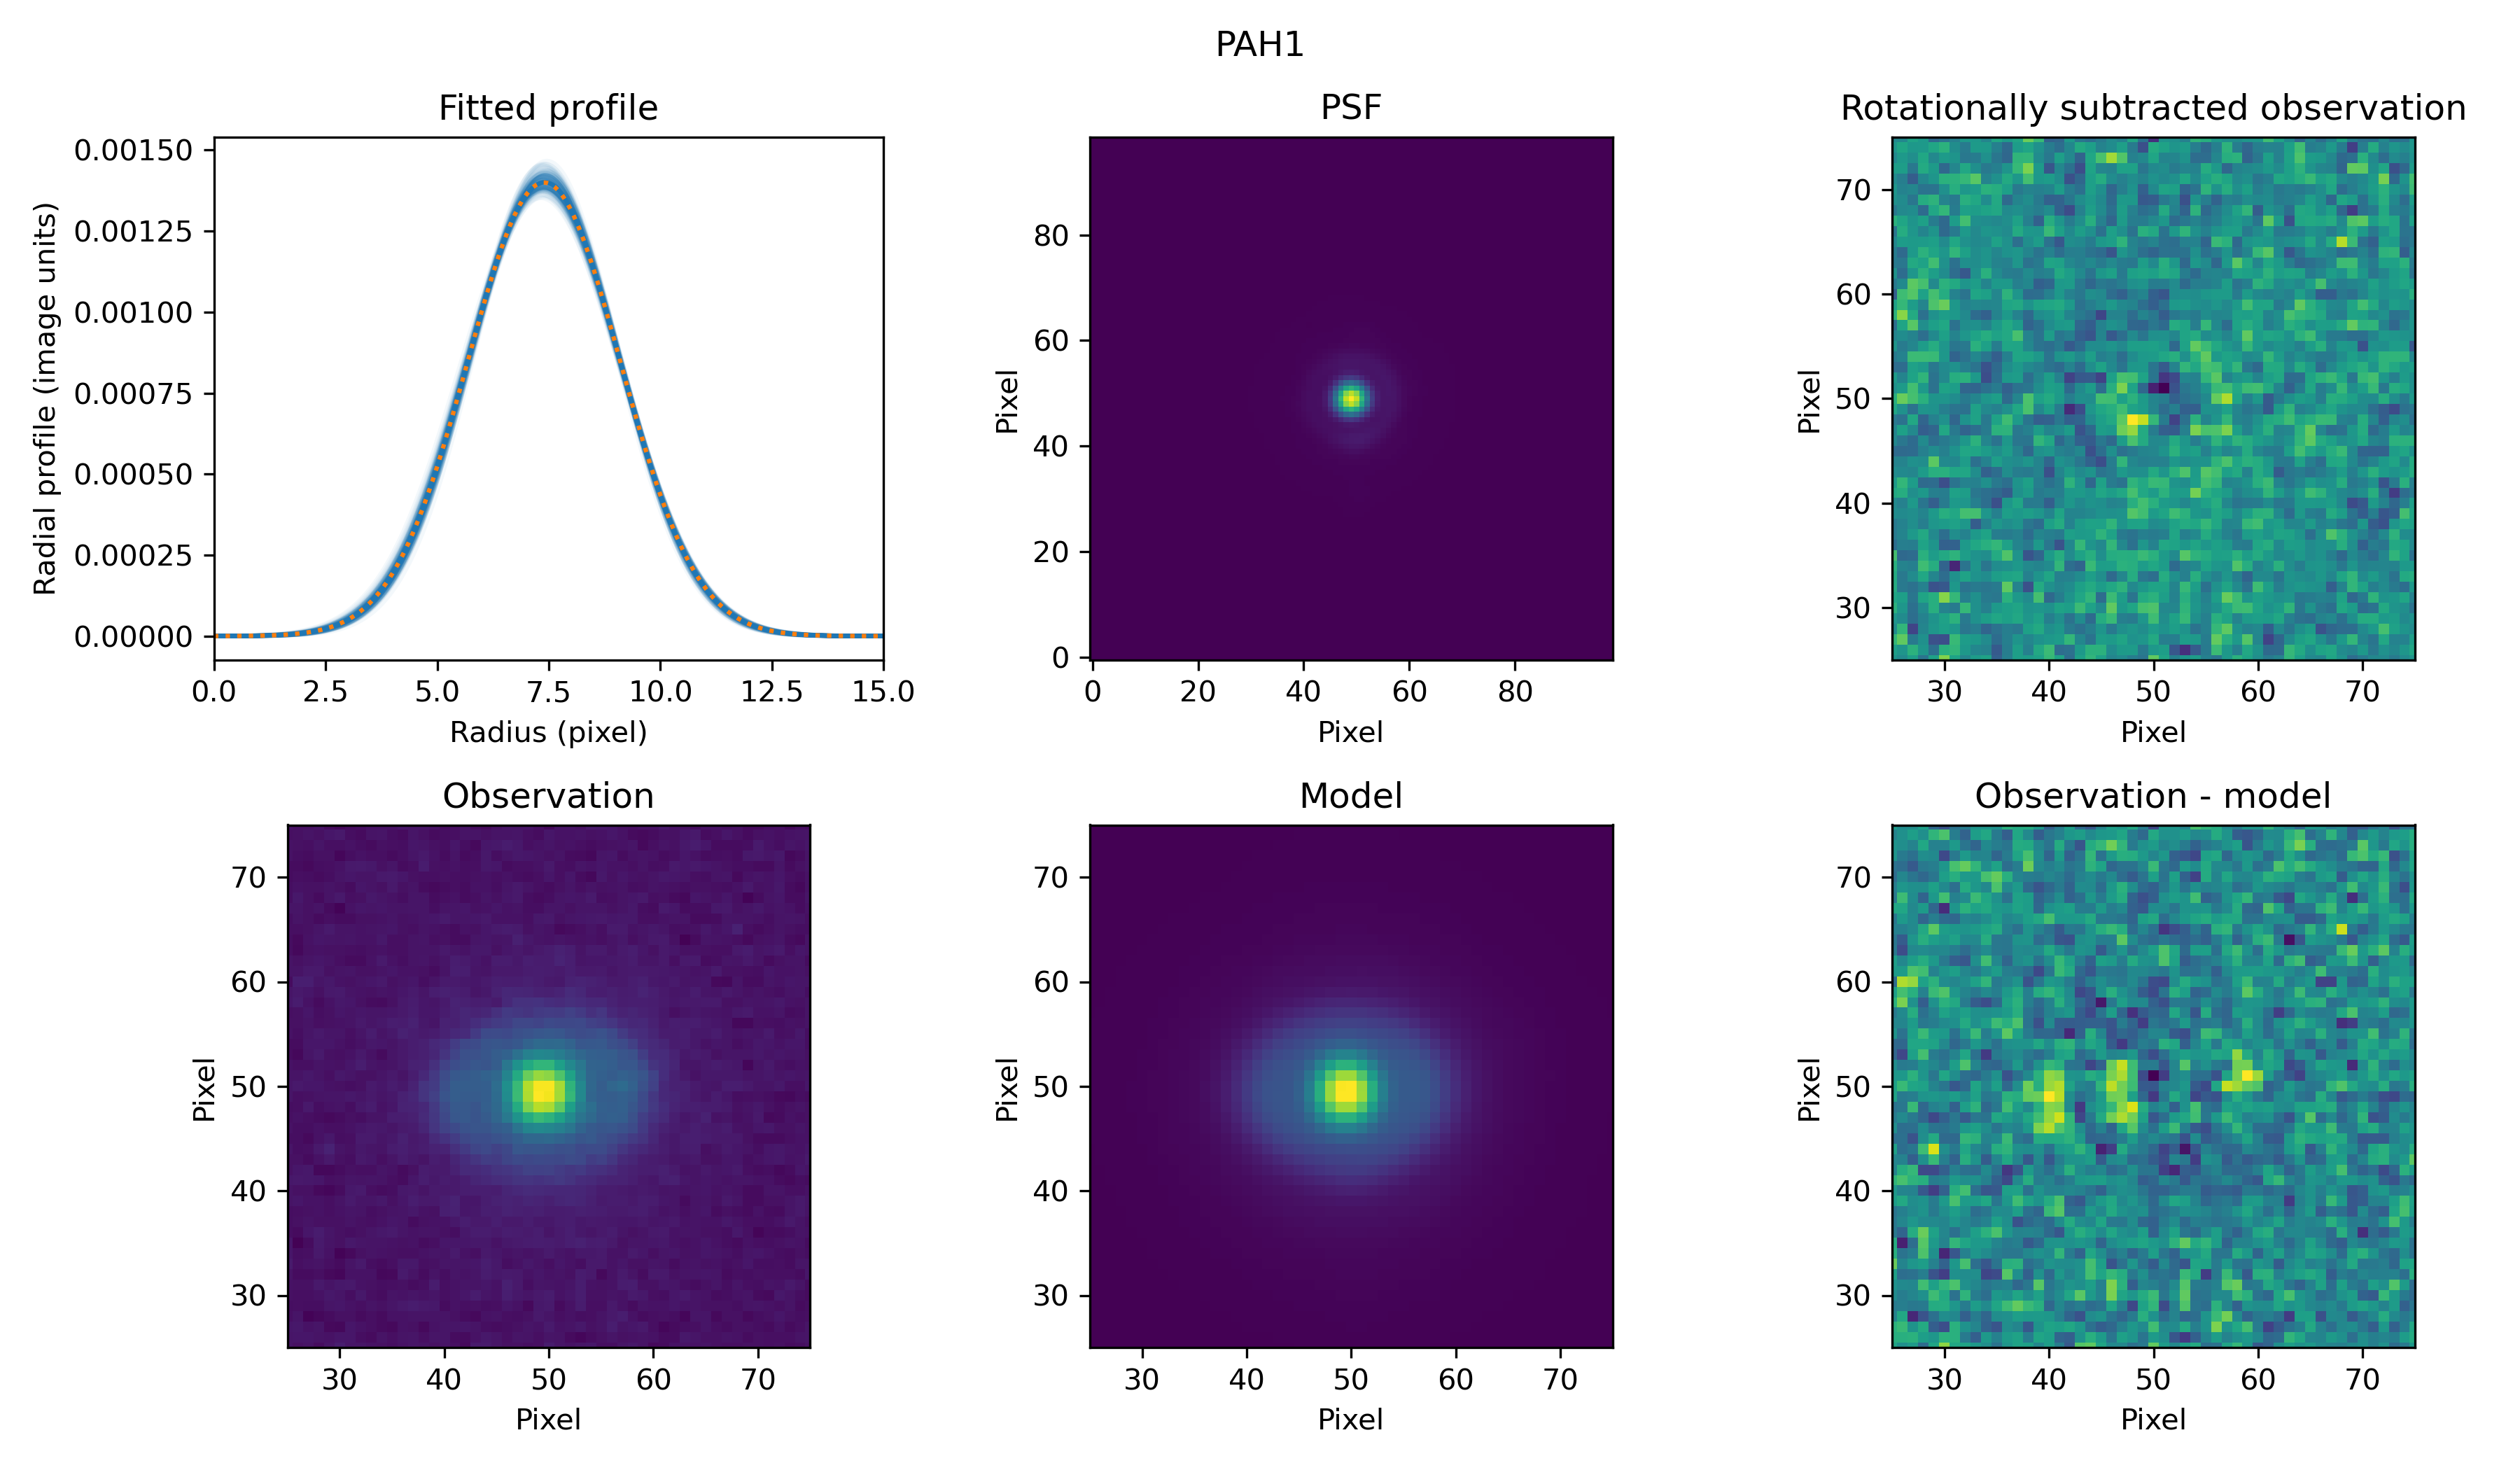 PAH1
Fitted profile
0.00150
0.00125
0.00100
0.00075
0.00050
0.00025
0.00000
Radial profile (image units)
0.0 2.5 5.0 7.5 10.0 12.5 15.0
Radius (pixel)
PSF
80
60
40
20
0
Pixel
0 20 40 60 80
Pixel
Rotationally subtracted observation
70
60
50
40
30
Pixel
30 40 50 60 70
Pixel
Observation
70
60
50
40
30
Pixel
30 40 50 60 70
Pixel
Model
70
60
50
40
30
Pixel
30 40 50 60 70
Pixel
Observation - model
70
60
50
40
30
Pixel
30 40 50 60 70
Pixel